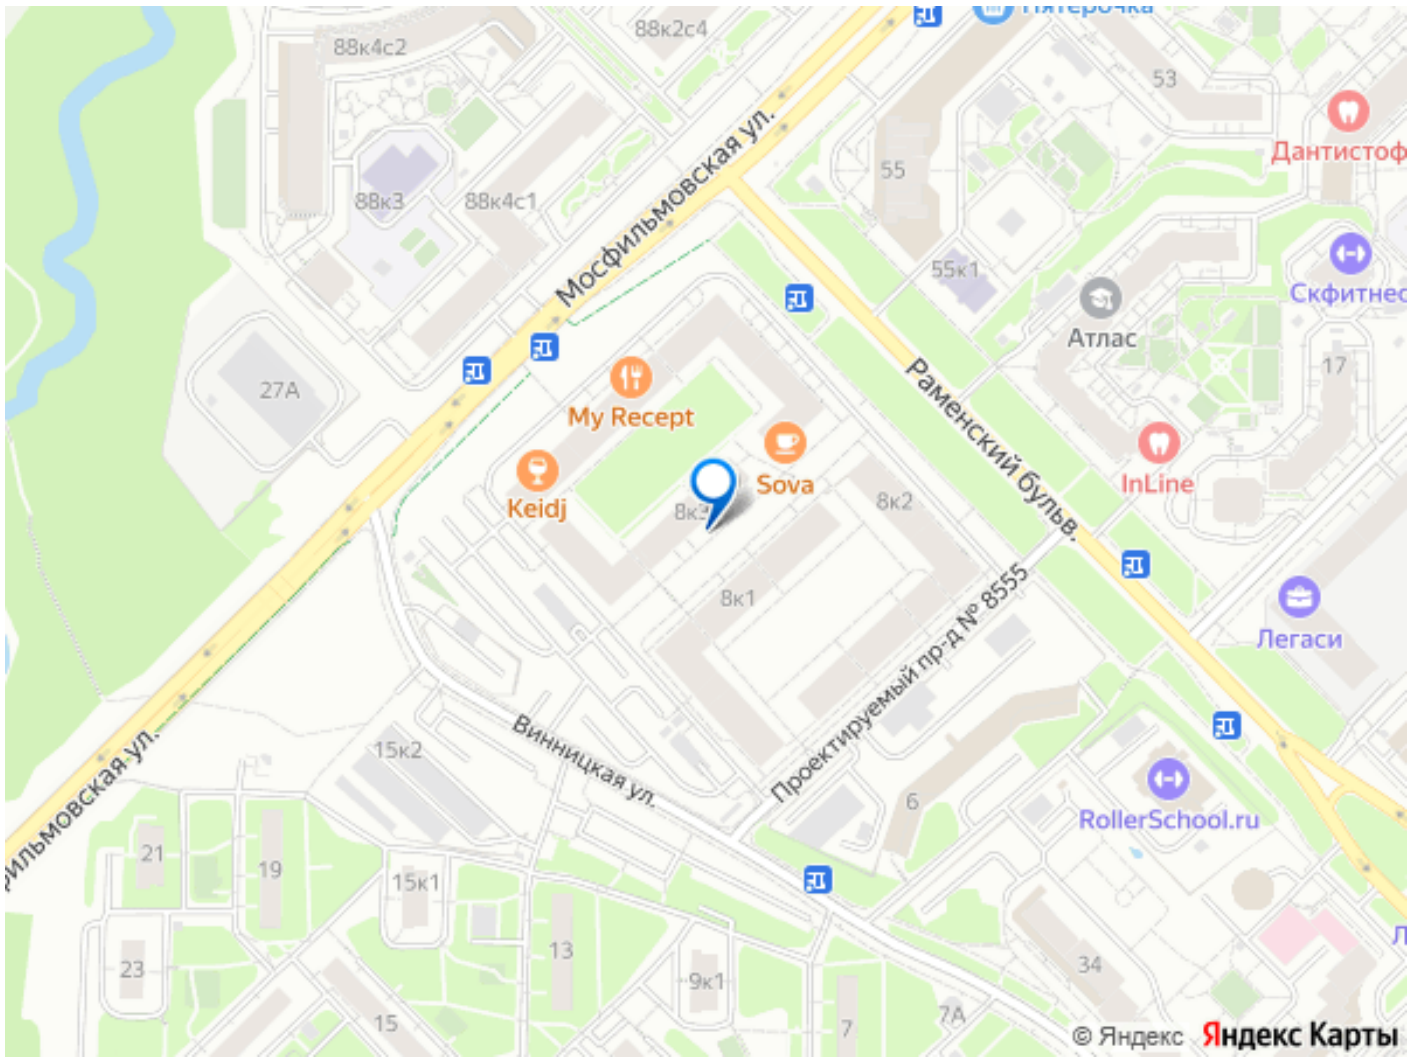 Пятерочка
88к2с4
88к4с2
53
Дантистоф
55
88к3
88к4с1
Мосфильмовская ул.
55к1
Скфитнес
Атлас
17
27А
My Recept
Раменский бульв.
InLine
Sova
Keidj
8к3
8к2
8к1
Проектируемый пр-д № 8555
Легаси
Винницкая ул.
15к2
6
RollerSchool.ru
фильмовская ул.
21
19
15к1
13
23
9к1
34
15
7
7А
Л
© Яндекс Яндекс Карты